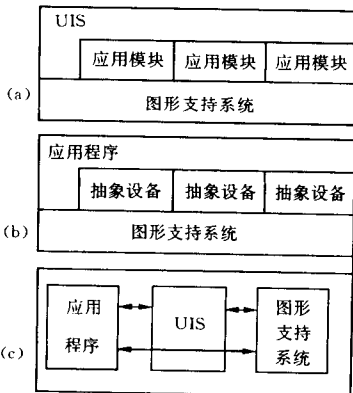 UIS
应用模块 应用模块 应用模块
(a)
图形支持系统
应用程序
抽象设备 抽象设备 抽象设备
(b)
图形支持系统
应用
程序
UIS
图形
支持
系统
(c)